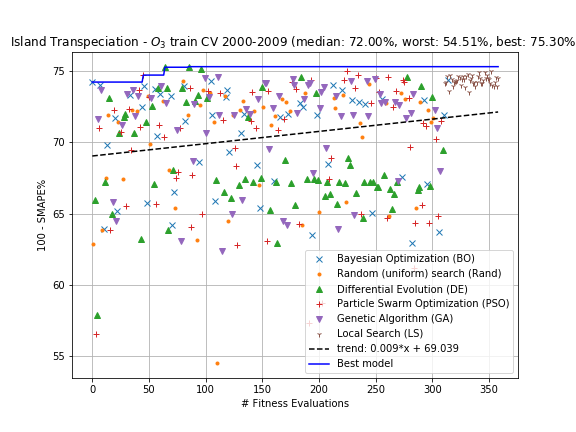 Island Transpeciation - O3 train CV 2000-2009 (median: 72.00%, worst: 54.51%, best: 75.30%
100 - SMAPE%
75
70
65
60
55
Bayesian Optimization (BO)
Random (uniform) search (Rand)
Differential Evolution (DE)
Particle Swarm Optimization (PSO)
Genetic Algorithm (GA)
Local Search (LS)
trend: 0.009*x + 69.039
Best model
0 50 100 150 200 250 300 350
# Fitness Evaluations